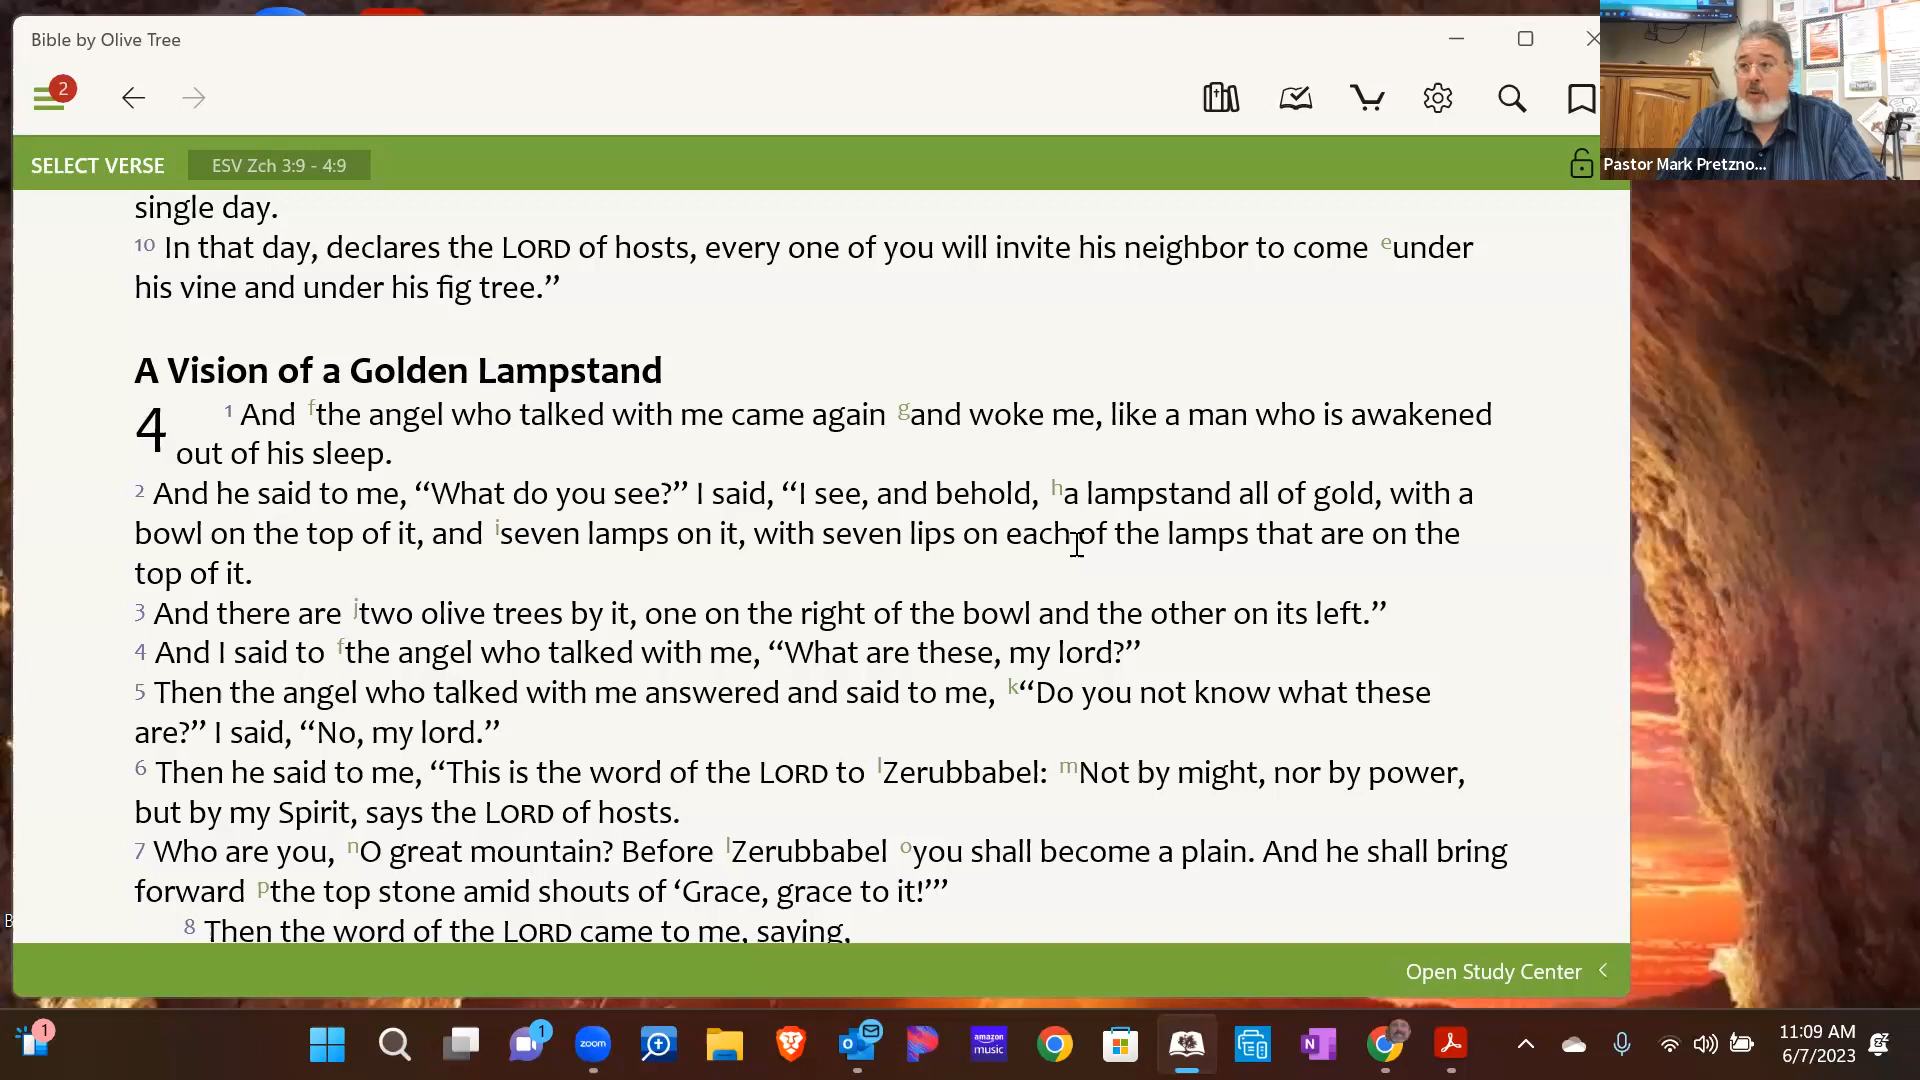 Bible by Olive Tree
2
SELECT VERSE
ESV Zch 3:9 - 4:9
Pastor Mark Pretzno...
single day.
10 In that day, declares the LORD of hosts, every one of you will invite his neighbor to come eunder
his vine and under his fig tree.”
A Vision of a Golden Lampstand
4 1 And fthe angel who talked with me came again gand woke me, like a man who is awakened
out of his sleep.
2 And he said to me, “What do you see?” I said, “I see, and behold, ha lampstand all of gold, with a
bowl on the top of it, and iseven lamps on it, with seven lips on each of the lamps that are on the
top of it.
3 And there are jtwo olive trees by it, one on the right of the bowl and the other on its left.”
4 And I said to fthe angel who talked with me, “What are these, my lord?”
5 Then the angel who talked with me answered and said to me, k“Do you not know what these
are?” I said, “No, my lord.”
6 Then he said to me, “This is the word of the LORD to lZerubbabel: mNot by might, nor by power,
but by my Spirit, says the LORD of hosts.
7 Who are you, nO great mountain? Before lZerubbabel oyou shall become a plain. And he shall bring
forward pthe top stone amid shouts of ‘Grace, grace to it!’”
8 Then the word of the LORD came to me, saying,
Open Study Center
B
1
1
zoom
amazon
music
11:09 AM
6/7/2023